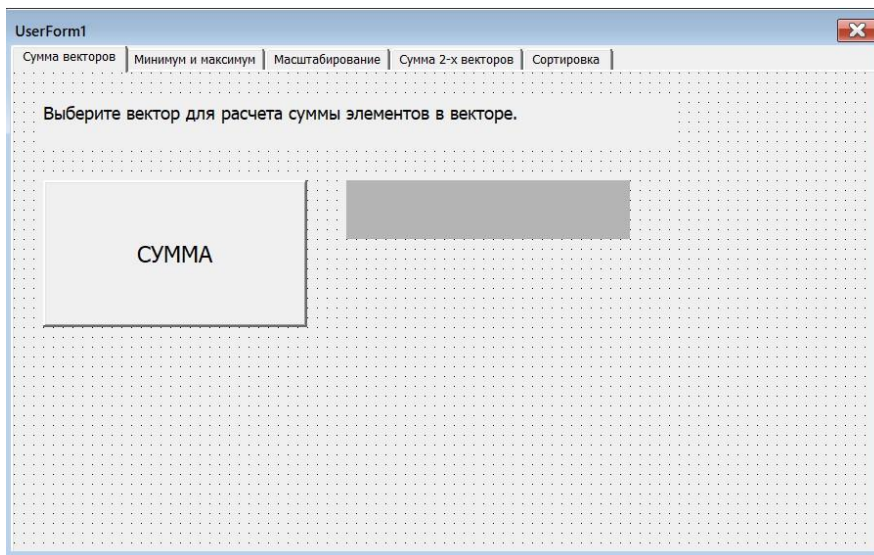 UserForm1
Сумма векторов Минимум и максимум Масштабирование Сумма 2-х векторов Сортировка
Выберите вектор для расчета суммы элементов в векторе.
СУММА